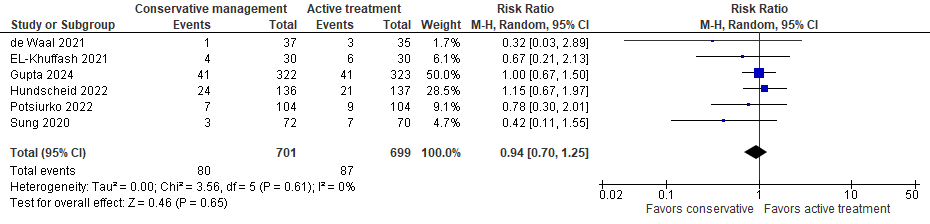 Conservative management Active treatment Risk Ratio Risk Ratio
Study or Subgroup Events Total Events Total Weight M-H, Random, 95% CI M-H, Random, 95% CI
de Waal 2021 1 37 3 35 1.7% 0.32 [0.03, 2.89]
EL-Khuffash 2021 4 30 6 30 6.1% 0.67 [0.21, 2.13]
Gupta 2024 41 322 41 323 50.0% 1.00 [0.67, 1.50]
Hundscheid 2022 24 136 21 137 28.5% 1.15 [0.67, 1.97]
Potsiurko 2022 7 104 9 104 9.1% 0.78 [0.30, 2.01]
Sung 2020 3 72 7 70 4.7% 0.42 [0.11, 1.55]
Total (95% CI) 701 699 100.0% 0.94 [0.70, 1.25]
Total events 80 87
Heterogeneity: Tau² = 0.00; Chi² = 3.56, df = 5 (P = 0.61); I² = 0%
Test for overall effect: Z = 0.46 (P = 0.65)
0.02 0.1 1 10 50
Favors conservative Favors active treatment